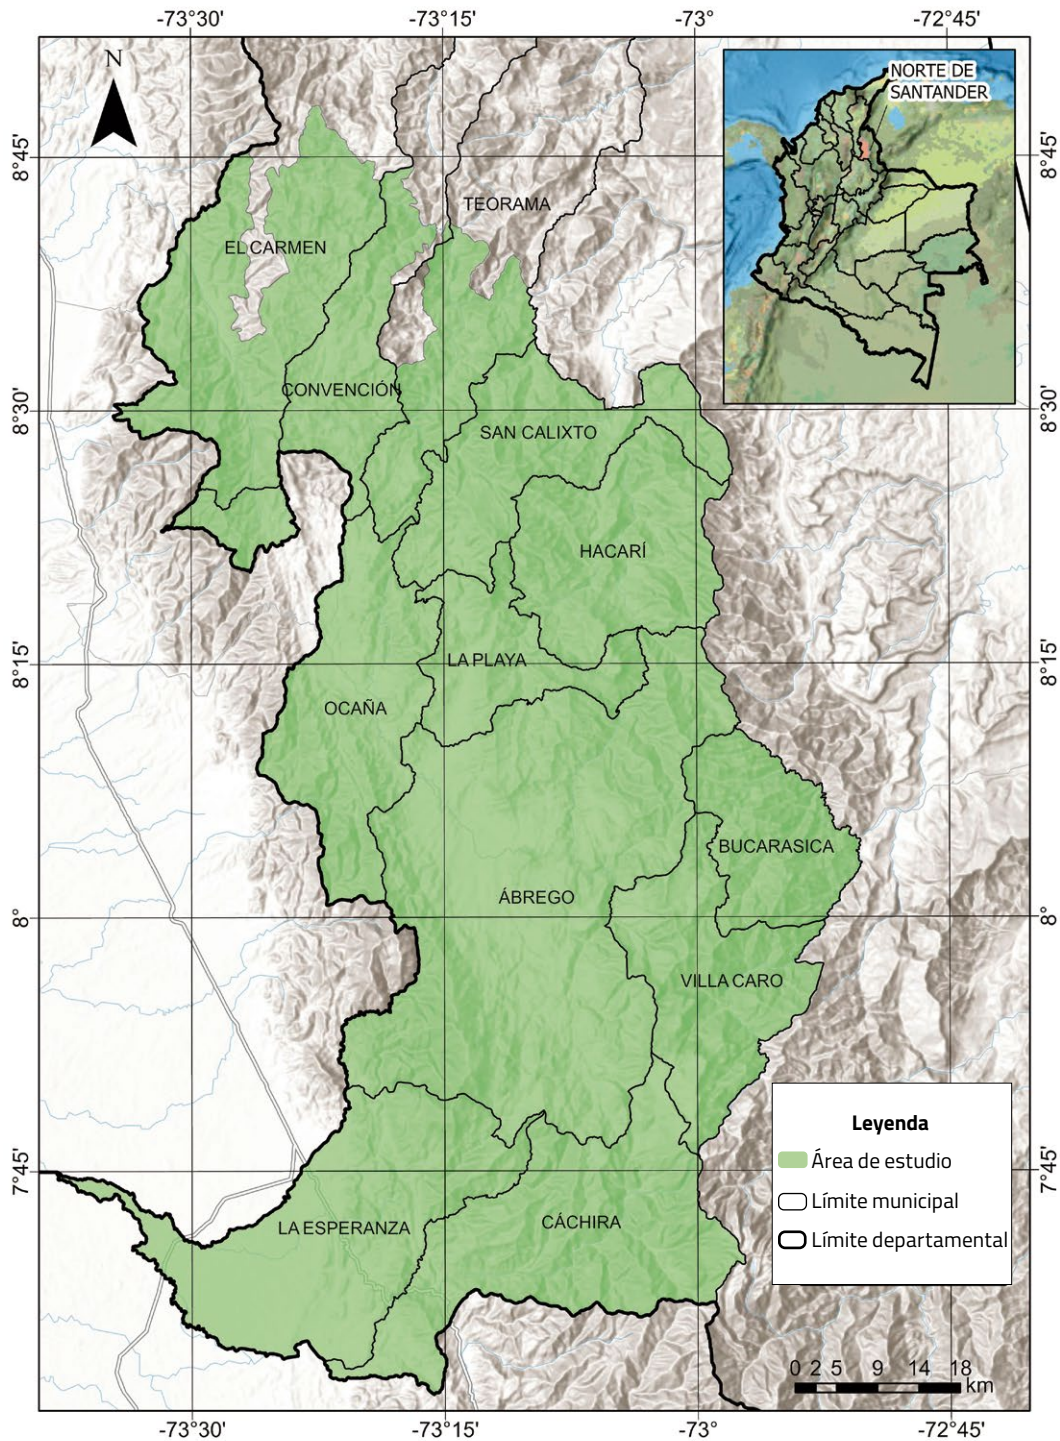 -73°30'
-73°15'
-73°
-72°45'
N
NORTE DE
SANTANDER
8°45'
8°45'
TEORAMA
EL CARMEN
CONVENCIÓN
8°30'
8°30'
SAN CALIXTO
HACARÍ
8°15'
8°15'
LA PLAYA
OCAÑA
BUCARASICA
ÁBREGO
8°
8°
VILLA CARO
Leyenda
Área de estudio
Límite municipal
Límite departamental
7°45'
7°45'
LA ESPERANZA
CÁCHIRA
0 2 5 9 14 18
km
-73°30'
-73°15'
-73°
-72°45'